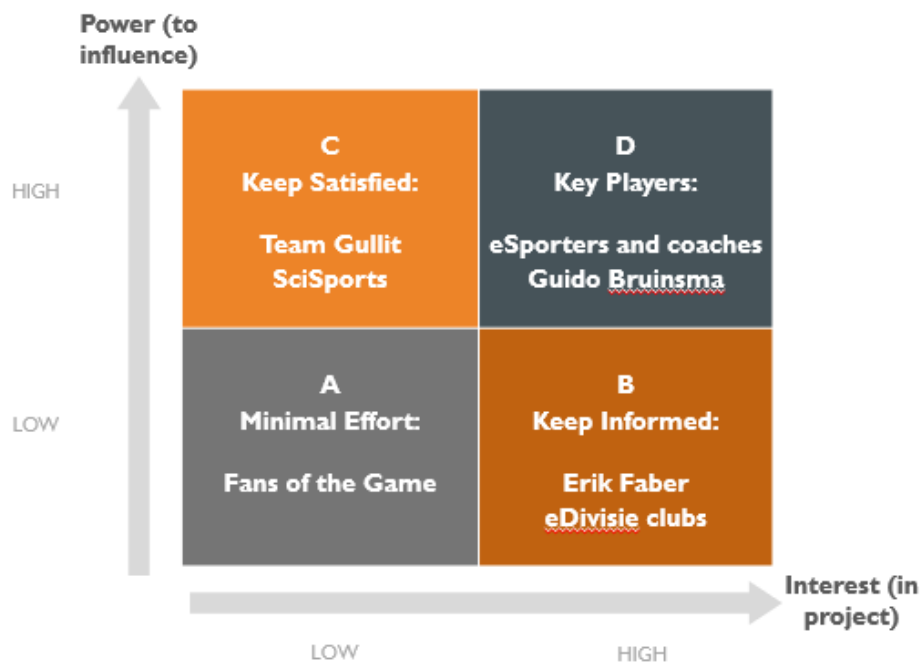 Power (to
influence)
HIGH
C
Keep Satisfied:
Team Gullit
SciSports
D
Key Players:
eSporters and coaches
Guido Bruinsma
LOW
A
Minimal Effort:
Fans of the Game
B
Keep Informed:
Erik Faber
eDivisie clubs
Interest (in
project)
LOW
HIGH